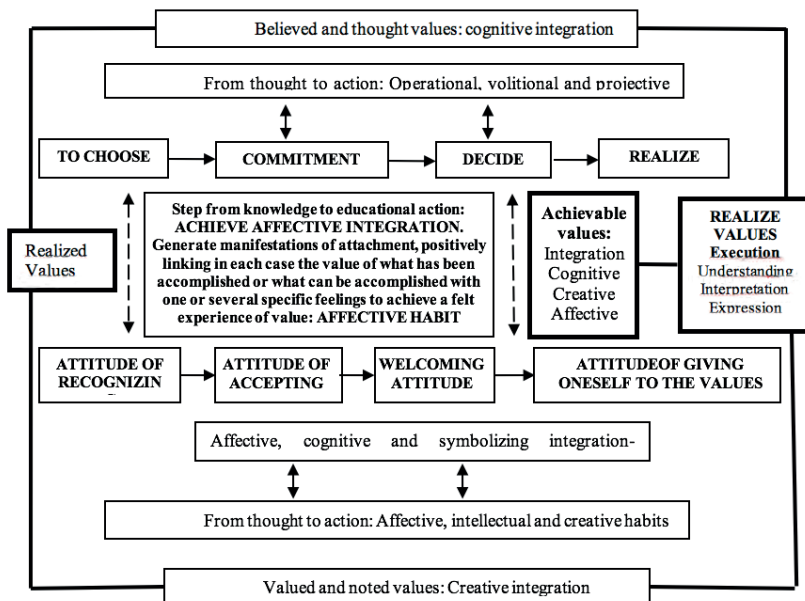 Believed and thought values: cognitive integration
From thought to action: Operational, volitional and projective
TO CHOOSE
COMMITMENT
DECIDE
REALIZE
Realized
Values
Step from knowledge to educational action:
ACHIEVE AFFECTIVE INTEGRATION.
Generate manifestations of attachment, positively
linking in each case the value of what has been
accomplished or what can be accomplished with
one or several specific feelings to achieve a felt
experience of value: AFFECTIVE HABIT
Achievable
values:
Integration
Cognitive
Creative
Affective
REALIZE
VALUES
Execution
Understanding
Interpretation
Expression
ATTITUDE OF
RECOGNIZIN
ATTITUDE OF
ACCEPTING
WELCOMING
ATTITUDE
ATTITUDEOF GIVING
ONESELF TO THE VALUES
Affective, cognitive and symbolizing integration-
From thought to action: Affective, intellectual and creative habits
Valued and noted values: Creative integration